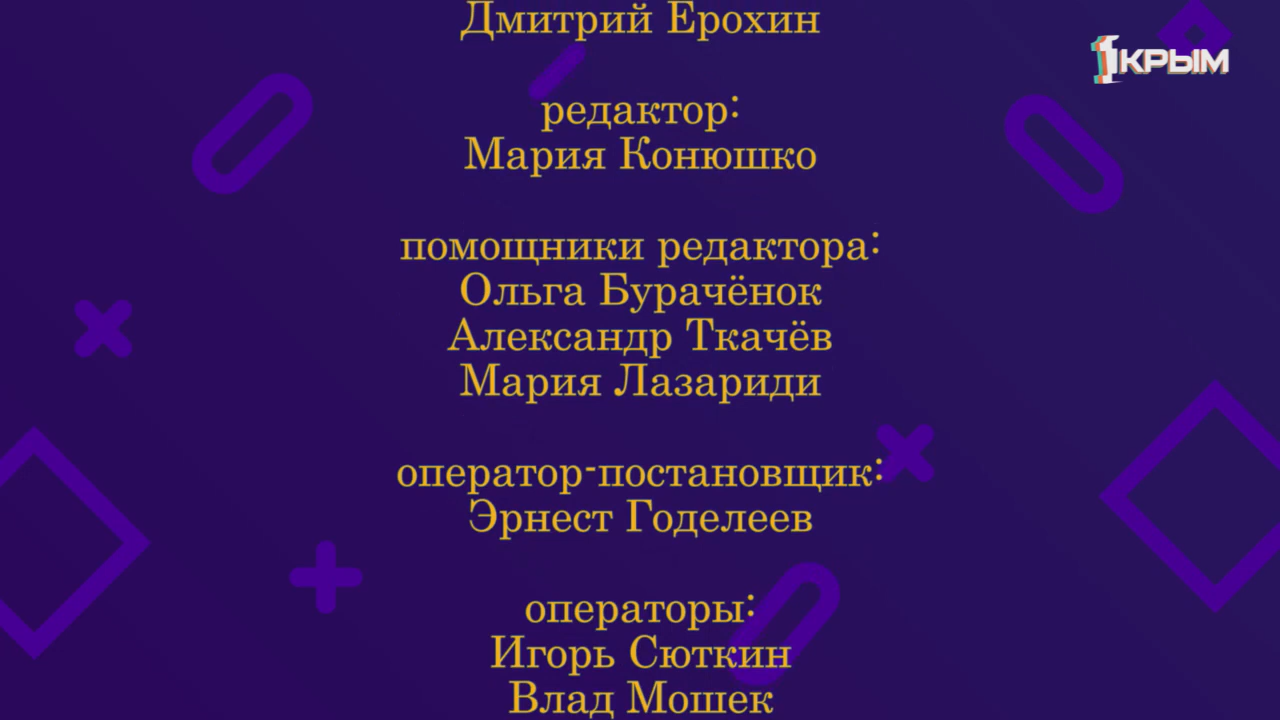 Дмитрий Ерохин
1КРЫМ
редактор:
Мария Конюшко
помощники редактора:
Ольга Бурачёнок
Александр Ткачёв
Мария Лазариди
оператор-постановщик:
Эрнест Годелеев
операторы:
Игорь Сюткин
Влад Мошек